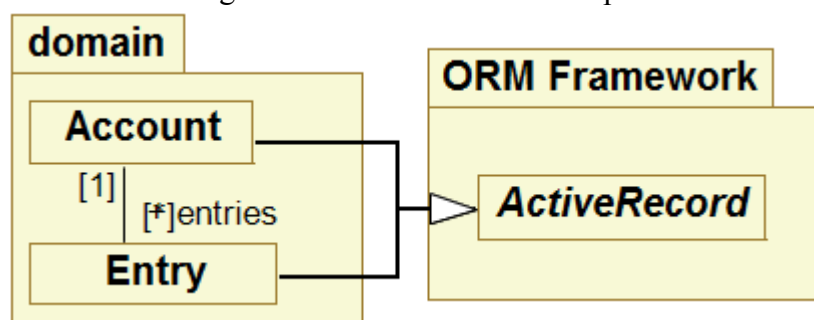 domain
Account
[1]
[*]entries
Entry
ORM Framework
ActiveRecord